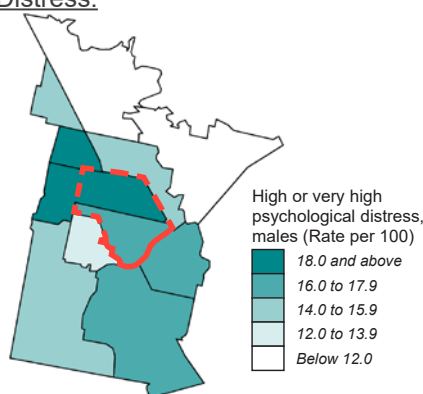 Distress:
High or very high
psychological distress,
males (Rate per 100)
18.0 and above
16.0 to 17.9
14.0 to 15.9
12.0 to 13.9
Below 12.0